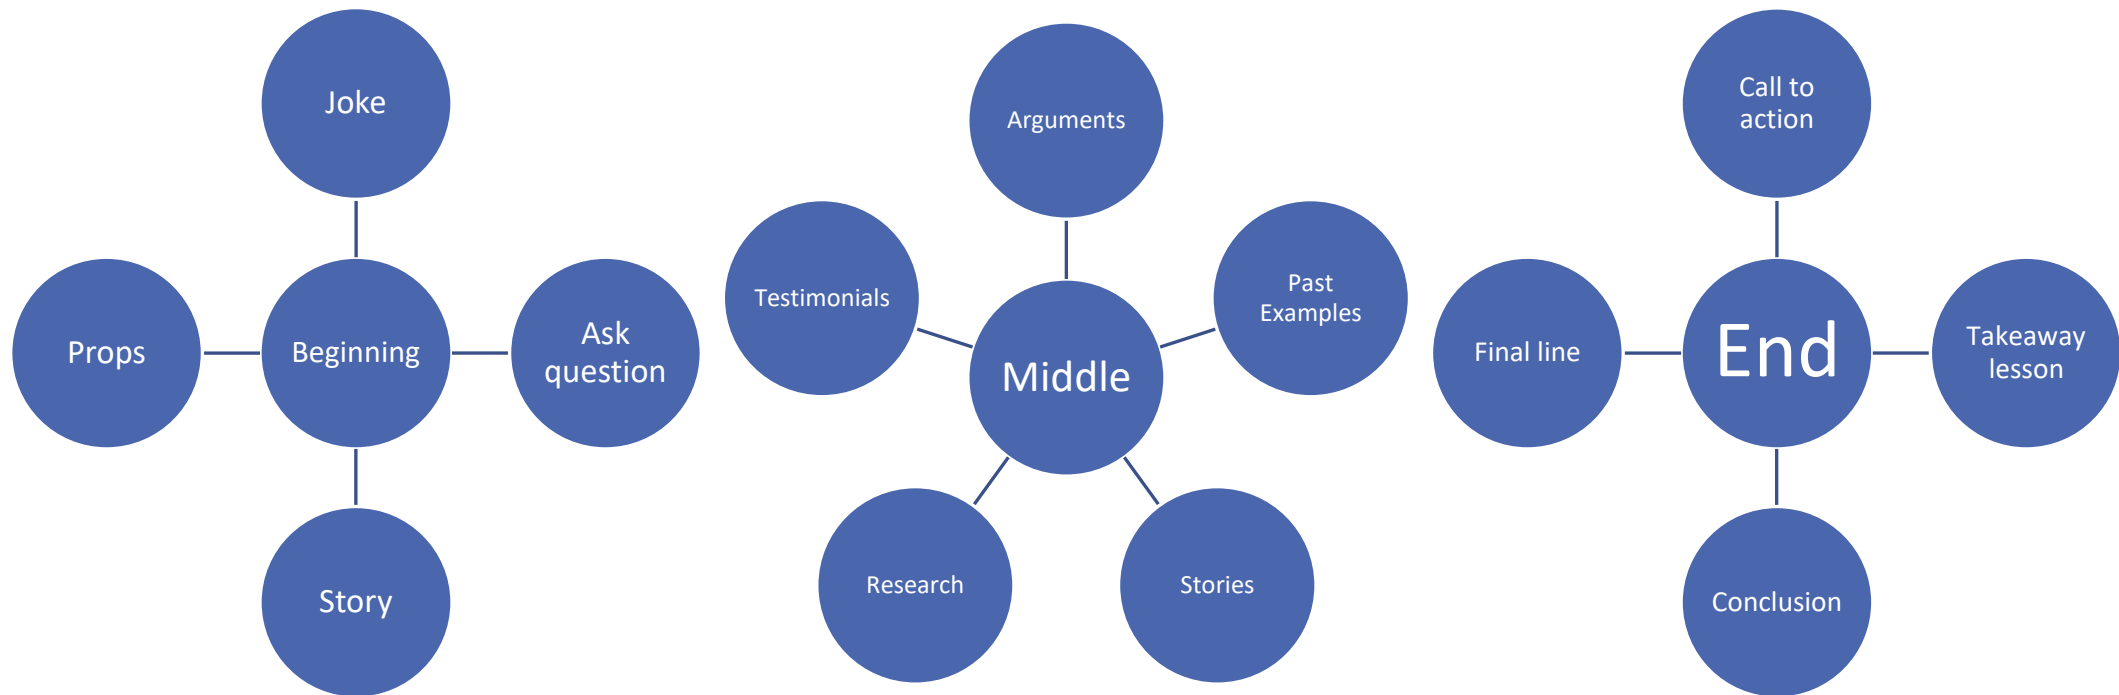 Joke
Props
Beginning
Ask
question
Story
Arguments
Testimonials
Past
Examples
Middle
Research
Stories
Call to
action
Final line
End
Takeaway
lesson
Conclusion